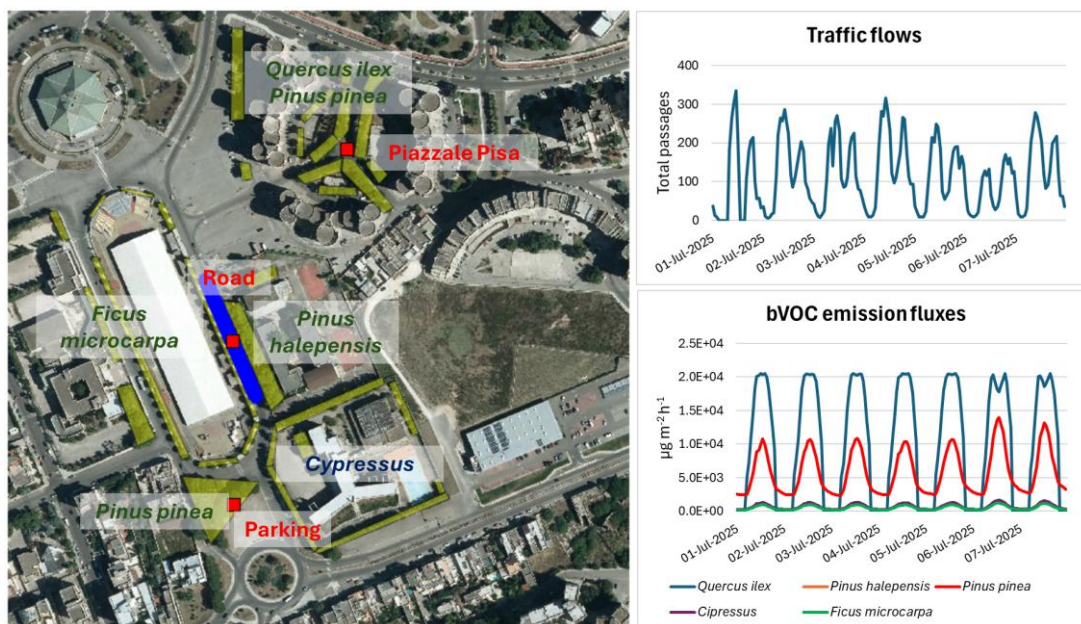 Quercus ilex
Pinus pinea
Piazzale Pisa
Road
Ficus
microcarpa
Pinus
halepensis
Cypressus
Pinus pinea
Parking
Traffic flows
Total passages
400
300
200
100
0
01-Jul-2025
02-Jul-2025
03-Jul-2025
04-Jul-2025
05-Jul-2025
06-Jul-2025
07-Jul-2025
bVOC emission fluxes
µg m⁻² h⁻¹
2.5E+04
2.0E+04
1.5E+04
1.0E+04
5.0E+03
0.0E+00
01-Jul-2025
02-Jul-2025
03-Jul-2025
04-Jul-2025
05-Jul-2025
06-Jul-2025
07-Jul-2025
Quercus ilex
Pinus halepensis
Pinus pinea
Cipressus
Ficus microcarpa